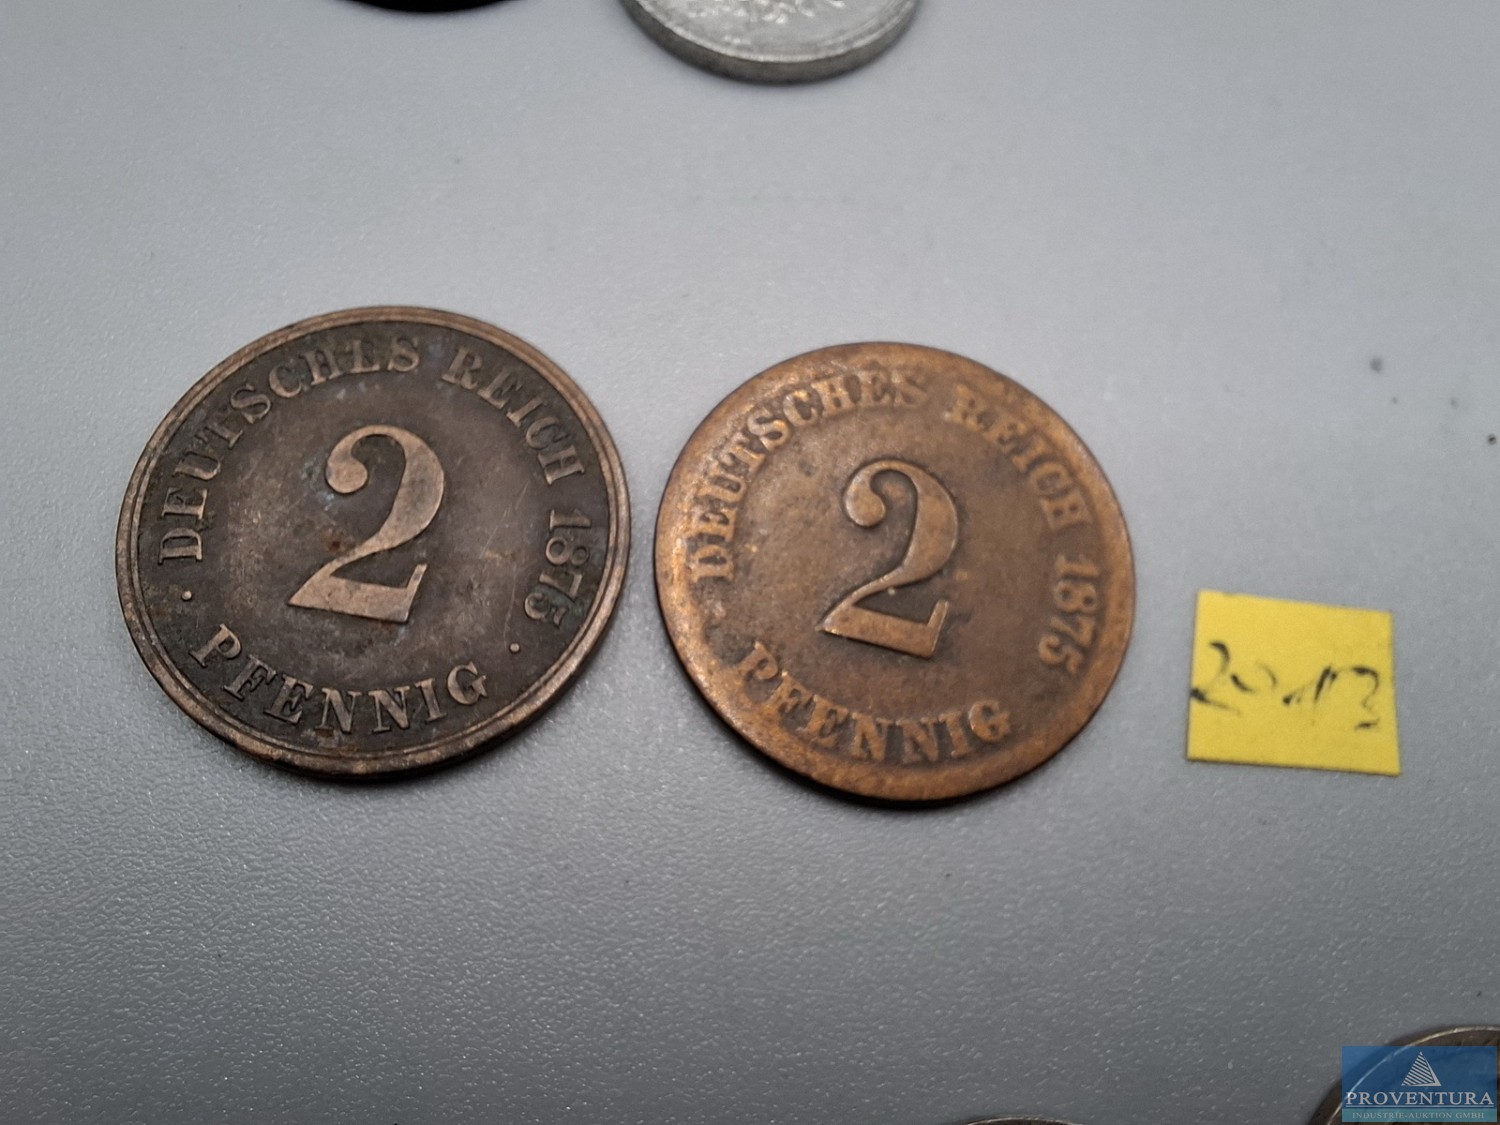 DEUTSCHES REICH 1875
2
PFENNIG
DEUTSCHES REICH 1875
2
PFENNIG
PROVENTURA
INDUSTRIE-AUKTION GMBH